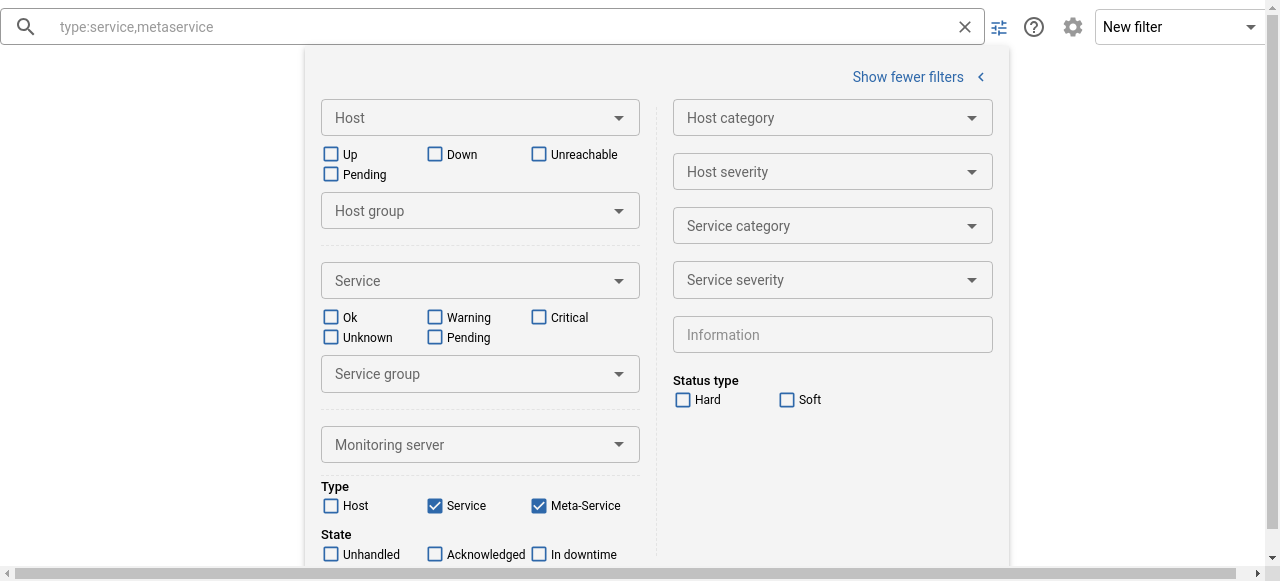 type:service,metaservice
New filter
Show fewer filters
Host
Up Down Unreachable
Pending
Host group
Service
Ok Warning Critical
Unknown Pending
Service group
Monitoring server
Type
Host Service Meta-Service
State
Unhandled Acknowledged In downtime
Host category
Host severity
Service category
Service severity
Information
Status type
Hard Soft